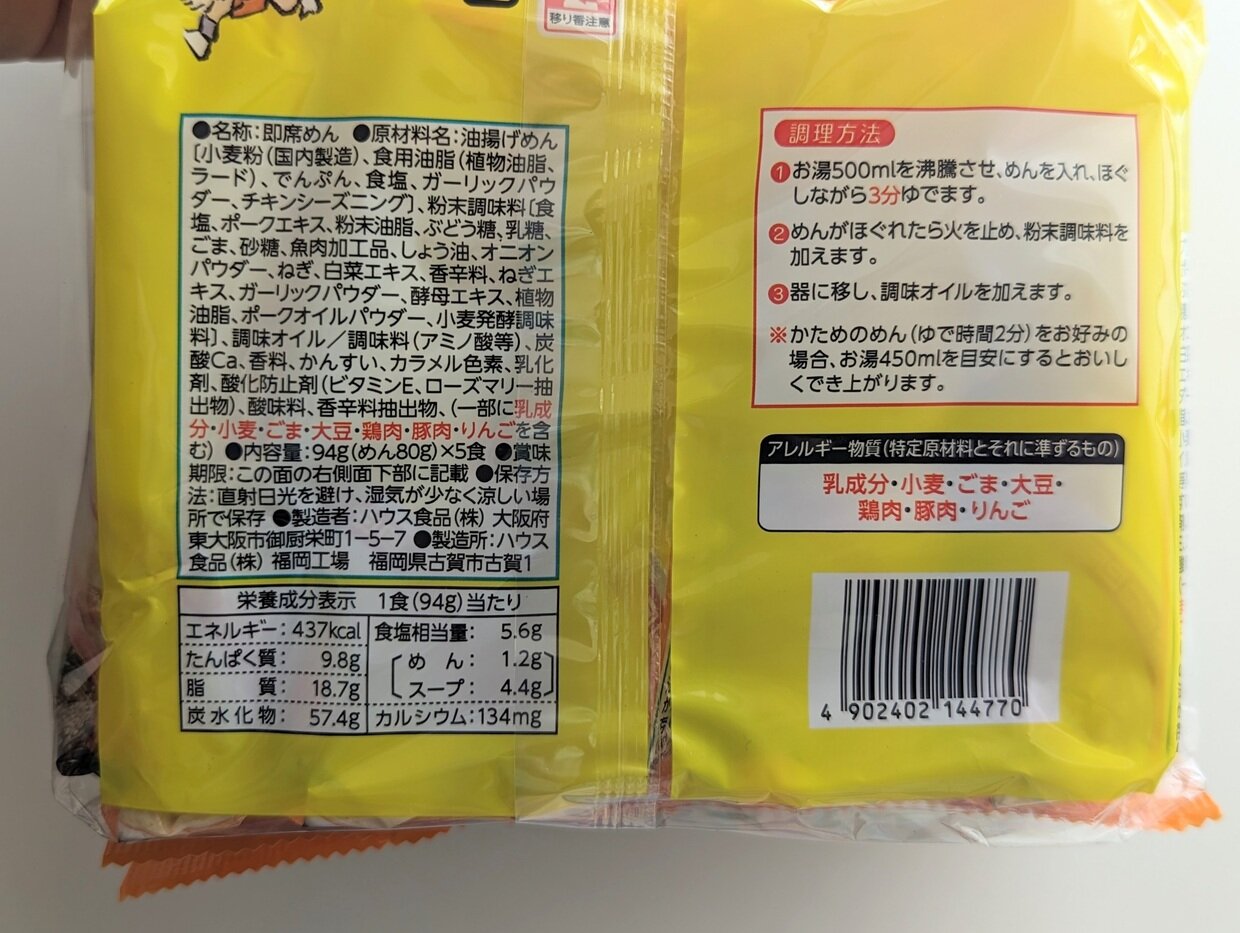 移り香注意
●名称:即席めん ●原材料名:油揚げめん
〔小麦粉(国内製造)、食用油脂(植物油脂、
ラード)、でんぷん、食塩、ガーリックパウ
ダー、チキンシーズニング〕、粉末調味料〔食
塩、ポークエキス、粉末油脂、ぶどう糖、乳糖、
ごま、砂糖、魚肉加工品、しょう油、オニオン
パウダー、ねぎ、白菜エキス、香辛料、ねぎエ
キス、ガーリックパウダー、酵母エキス、植物
油脂、ポークオイルパウダー、小麦発酵調味
料〕、調味オイル/調味料(アミノ酸等)、炭
酸Ca、香料、かんすい、カラメル色素、乳化
剤、酸化防止剤(ビタミンE、ローズマリー抽
出物)、酸味料、香辛料抽出物、(一部に乳成
分・小麦・ごま・大豆・鶏肉・豚肉・りんごを含
む) ●内容量:94g(めん80g)×5食 ●賞味
期限:この面の右側面下部に記載 ●保存方
法:直射日光を避け、湿気が少なく涼しい場
所で保存 ●製造者:ハウス食品(株) 大阪府
東大阪市御厨栄町1-5-7 ●製造所:ハウス
食品(株) 福岡工場 福岡県古賀市古賀1
栄養成分表示 1食(94g)当たり
エネルギー:437kcal 食塩相当量: 5.6g
たんぱく質: 9.8g 〔めん: 1.2g〕
脂質: 18.7g 〔スープ: 4.4g〕
炭水化物: 57.4g カルシウム:134mg
調理方法
❶お湯500mlを沸騰させ、めんを入れ、ほぐ
しながら3分ゆでます。
❷めんがほぐれたら火を止め、粉末調味料を
加えます。
❸器に移し、調味オイルを加えます。
※かためのめん(ゆで時間2分)をお好みの
場合、お湯450mlを目安にするとおいし
くでき上がります。
アレルギー物質(特定原材料とそれに準ずるもの)
乳成分・小麦・ごま・大豆・
鶏肉・豚肉・りんご
4 902402 144770